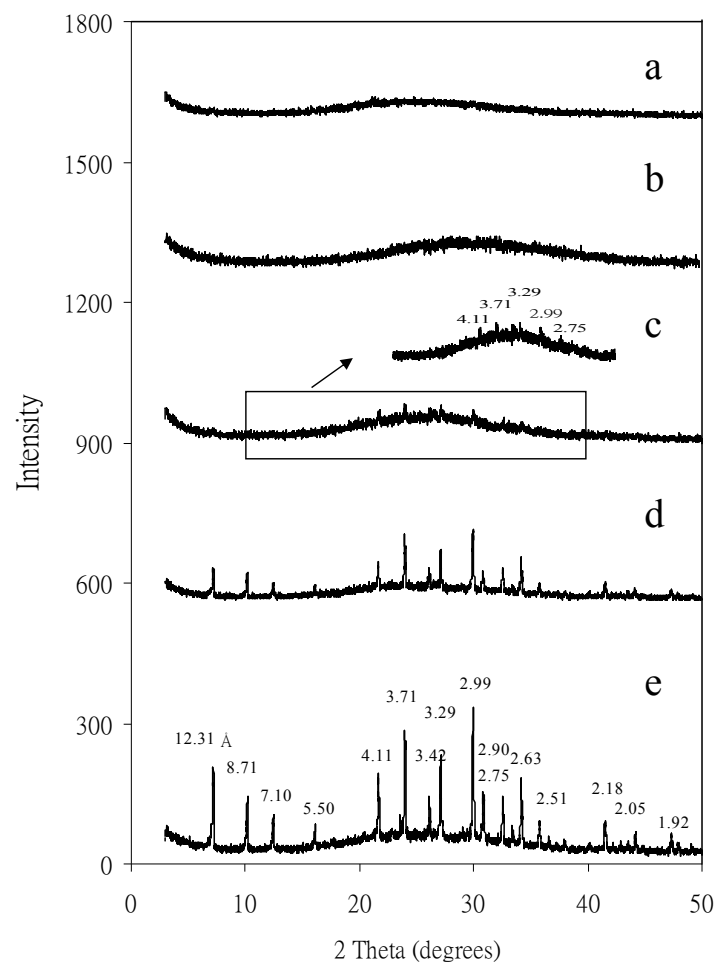 1800
a
1500
b
1200
4.11 3.71 3.29 2.99 2.75
c
900
Intensity
d
600
e
12.31 Å 8.71 7.10 5.50 4.11 3.71 3.42 3.29 2.99 2.90 2.75 2.63 2.51 2.18 2.05 1.92
300
0
0 10 20 30 40 50
2 Theta (degrees)